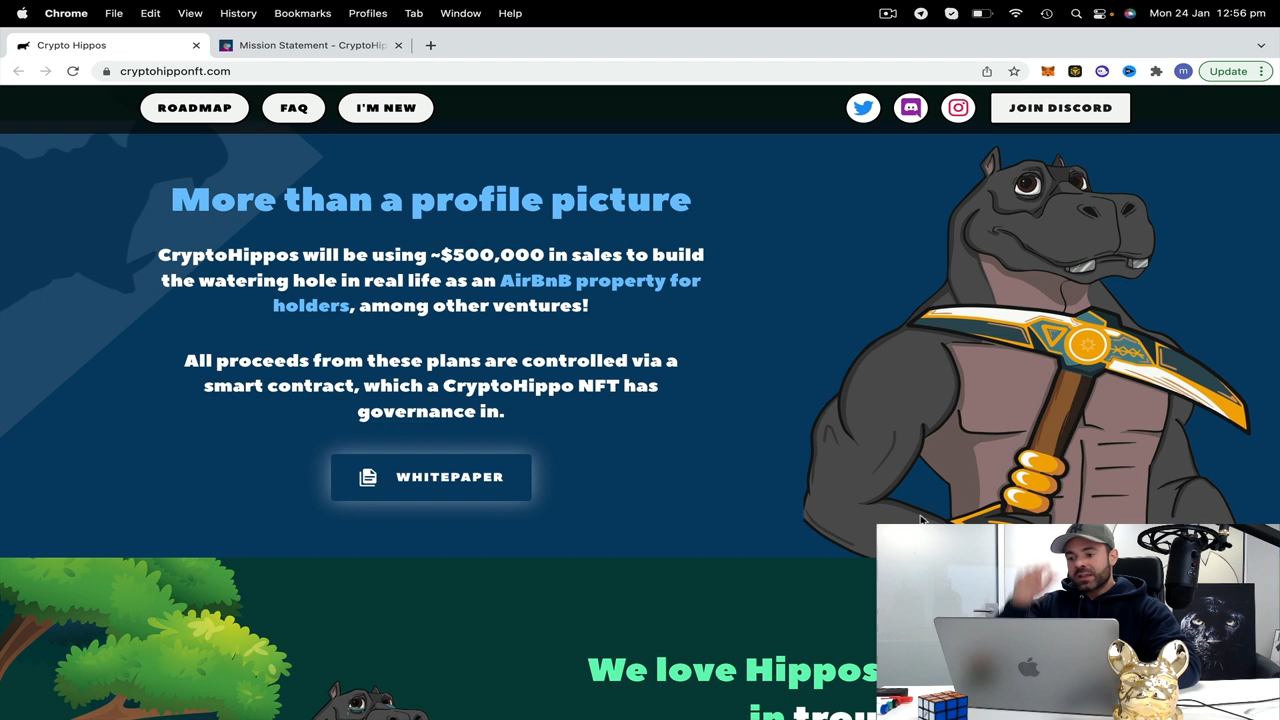 Chrome File Edit View History Bookmarks Profiles Tab Window Help Mon 24 Jan 12:56 pm
Crypto Hippos Mission Statement - CryptoHip
cryptohipponft.com m Update
ROADMAP FAQ I'M NEW JOIN DISCORD
More than a profile picture
CryptoHippos will be using ~$500,000 in sales to build
the watering hole in real life as an AirBnB property for
holders, among other ventures!
All proceeds from these plans are controlled via a
smart contract, which a CryptoHippo NFT has
governance in.
WHITEPAPER
We love Hippos
in trou